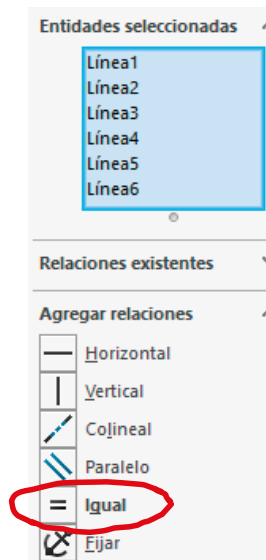 Entidades seleccionadas
Línea1
Línea2
Línea3
Línea4
Línea5
Línea6
Relaciones existentes
Agregar relaciones
Horizontal
Vertical
Colineal
Paralelo
Igual
Fijar